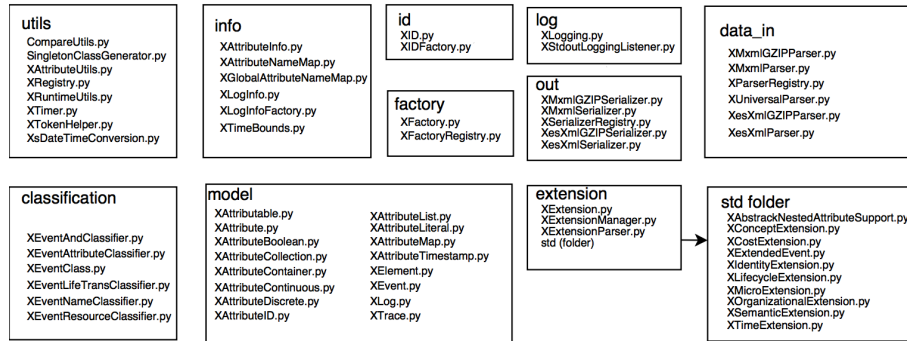 utils
CompareUtils.py
SingletonClassGenerator.py
XAttributeUtils.py
XRegistry.py
XRuntimeUtils.py
XTimer.py
XTokenHelper.py
XsDateTimeConversion.py
info
XAttributeInfo.py
XAttributeNameMap.py
XGlobalAttributeNameMap.py
XLogInfo.py
XLogInfoFactory.py
XTimeBounds.py
id
XID.py
XIDFactory.py
factory
XFactory.py
XFactoryRegistry.py
log
XLogging.py
XStdoutLoggingListener.py
out
XMxmlGZIPSerializer.py
XMxmlSerializer.py
XSerializerRegistry.py
XesXmlGZIPSerializer.py
XesXmlSerializer.py
data_in
XMxmlGZIPParser.py
XMxmlParser.py
XParserRegistry.py
XUniversalParser.py
XesXmlGZIPParser.py
XesXmlParser.py
classification
XEventAndClassifier.py
XEventAttributeClassifier.py
XEventClass.py
XEventLifeTransClassifier.py
XEventNameClassifier.py
XEventResourceClassifier.py
model
XAttributable.py
XAttribute.py
XAttributeBoolean.py
XAttributeCollection.py
XAttributeContainer.py
XAttributeContinuous.py
XAttributeDiscrete.py
XAttributeID.py
XAttributeList.py
XAttributeLiteral.py
XAttributeMap.py
XAttributeTimestamp.py
XElement.py
XEvent.py
XLog.py
XTrace.py
extension
XExtension.py
XExtensionManager.py
XExtensionParser.py
std (folder)
std folder
XAbstrackNestedAttributeSupport.py
XConceptExtension.py
XCostExtension.py
XExtendedEvent.py
XIdentityExtension.py
XLifecycleExtension.py
XMicroExtension.py
XOrganizationalExtension.py
XSemanticExtension.py
XTimeExtension.py